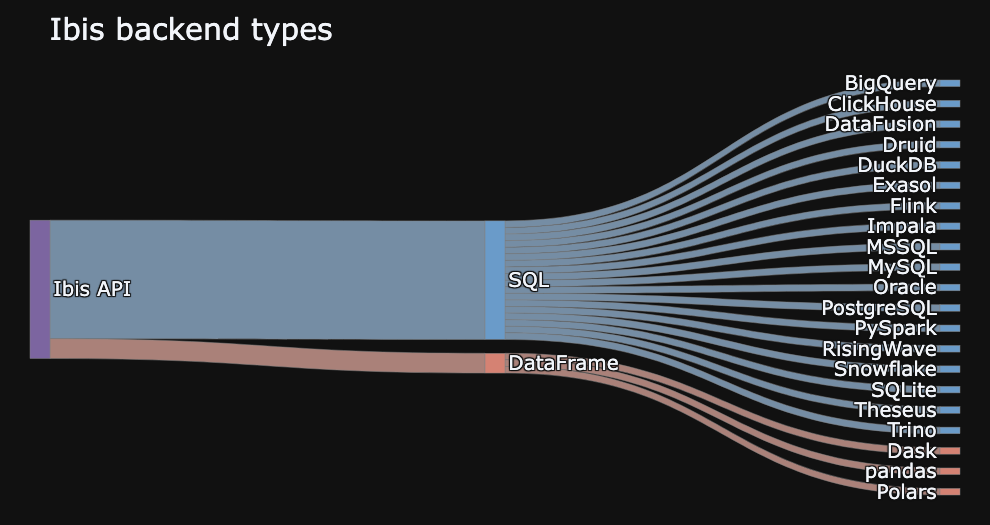 Ibis backend types
Ibis API
SQL
DataFrame
BigQuery
ClickHouse
DataFusion
Druid
DuckDB
Exasol
Flink
Impala
MSSQL
MySQL
Oracle
PostgreSQL
PySpark
RisingWave
Snowflake
SQLite
Theseus
Trino
Dask
pandas
Polars